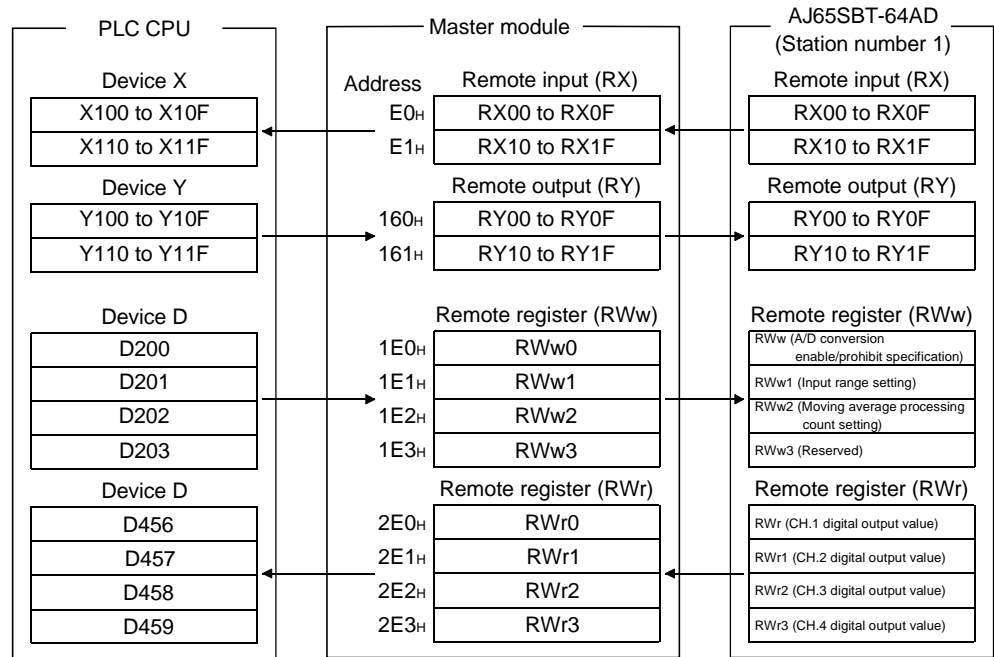 PLC CPU
Master module
AJ65SBT-64AD
(Station number 1)
Device X
Address
Remote input (RX)
Remote input (RX)
X100 to X10F
E0H
RX00 to RX0F
RX00 to RX0F
X110 to X11F
E1H
RX10 to RX1F
RX10 to RX1F
Device Y
Remote output (RY)
Remote output (RY)
Y100 to Y10F
160H
RY00 to RY0F
RY00 to RY0F
Y110 to Y11F
161H
RY10 to RY1F
RY10 to RY1F
Device D
Remote register (RWw)
Remote register (RWw)
D200
1E0H
RWw0
RWw (A/D conversion
enable/prohibit specification)
D201
1E1H
RWw1
RWw1 (Input range setting)
D202
1E2H
RWw2
RWw2 (Moving average processing
count setting)
D203
1E3H
RWw3
RWw3 (Reserved)
Device D
Remote register (RWr)
Remote register (RWr)
D456
2E0H
RWr0
RWr (CH.1 digital output value)
D457
2E1H
RWr1
RWr1 (CH.2 digital output value)
D458
2E2H
RWr2
RWr2 (CH.3 digital output value)
D459
2E3H
RWr3
RWr3 (CH.4 digital output value)